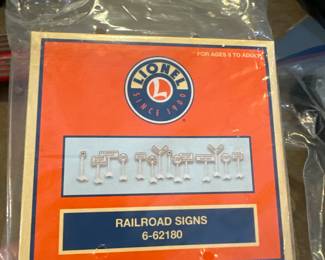 FOR AGES 8 TO ADULT
LIONEL
L
SINCE 1900
RAILROAD SIGNS
6-62180